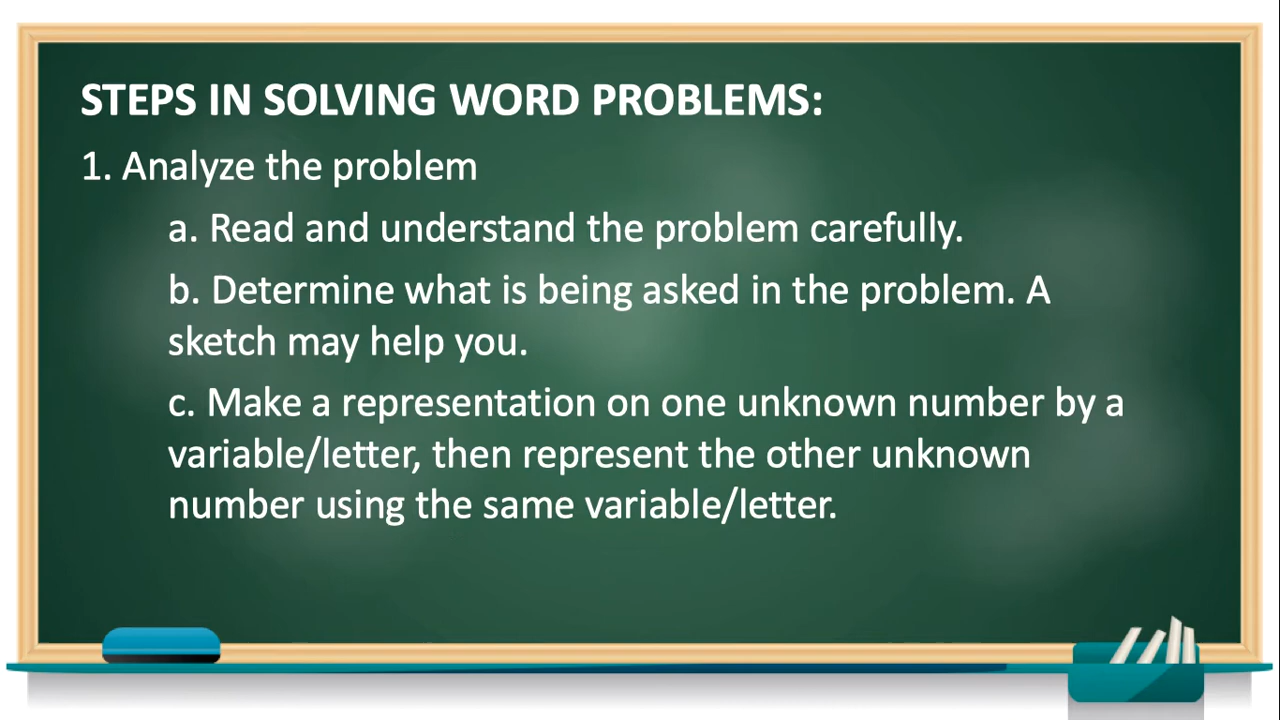 STEPS IN SOLVING WORD PROBLEMS:
1. Analyze the problem
a. Read and understand the problem carefully.
b. Determine what is being asked in the problem. A
sketch may help you.
c. Make a representation on one unknown number by a
variable/letter, then represent the other unknown
number using the same variable/letter.